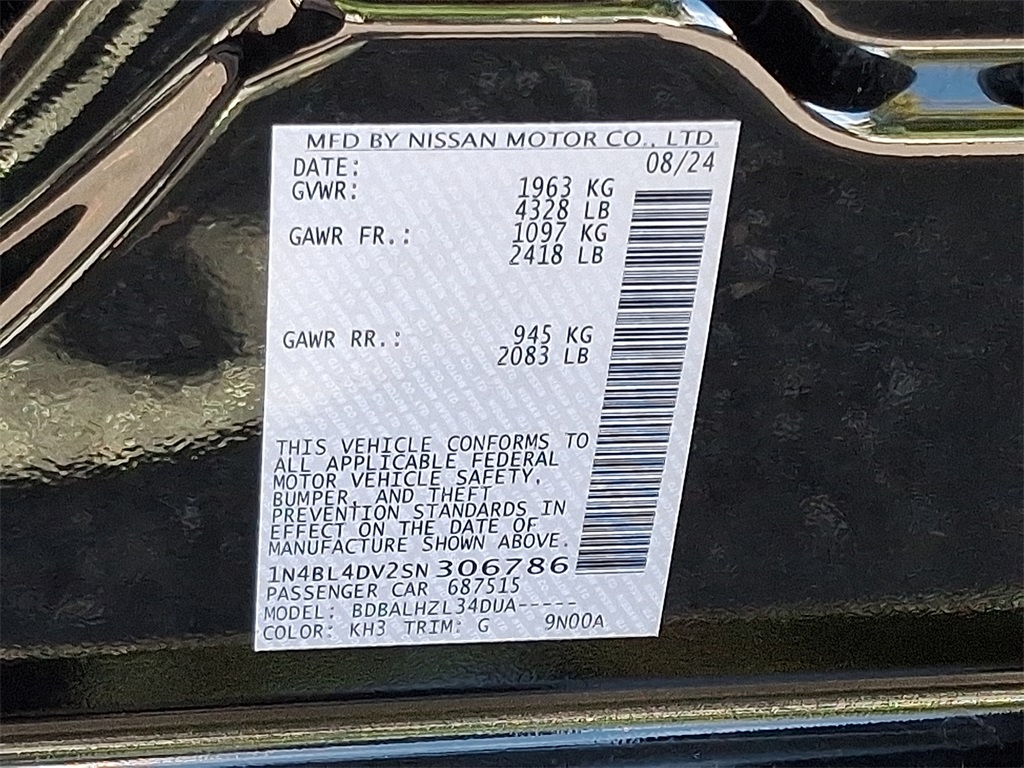 MFD BY NISSAN MOTOR CO., LTD.
DATE: 08/24
GVWR: 1963 KG
4328 LB
GAWR FR.: 1097 KG
2418 LB
GAWR RR.: 945 KG
2083 LB
THIS VEHICLE CONFORMS TO
ALL APPLICABLE FEDERAL
MOTOR VEHICLE SAFETY,
BUMPER, AND THEFT
PREVENTION STANDARDS IN
EFFECT ON THE DATE OF
MANUFACTURE SHOWN ABOVE.
1N4BL4DV2SN306786
PASSENGER CAR 687515
MODEL: BDBALHZL34DUA-----
COLOR: KH3 TRIM: G 9N00A